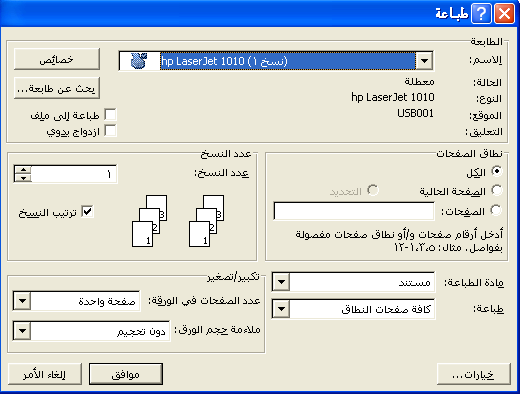 طباعة
الطابعة
الاسم: hp LaserJet 1010 (نسخ ١) خصائص
الحالة: معطلة
النوع: hp LaserJet 1010
الموقع: USB001
التعليق:
يحث عن طابعة...
طباعة إلى ملف
ازدواج يدوي
نطاق الصفحات
الكل
الصفحة الحالية التحديد
الصفحات:
أدخل أرقام صفحات و/أو نطاق صفحات مفصولة
بفواصل. مثال: ١،٣،٥-١٢
عدد النسخ
عدد النسخ: ١
1 2 3 1 2 3
ترتيب النسخ
مادة الطباعة: مستند
طباعة: كافة صفحات النطاق
تكبير/تصغير
عدد الصفحات في الورقة: صفحة واحدة
ملاءمة حجم الورق: دون تحجيم
خيارات...
موافق
إلغاء الأمر